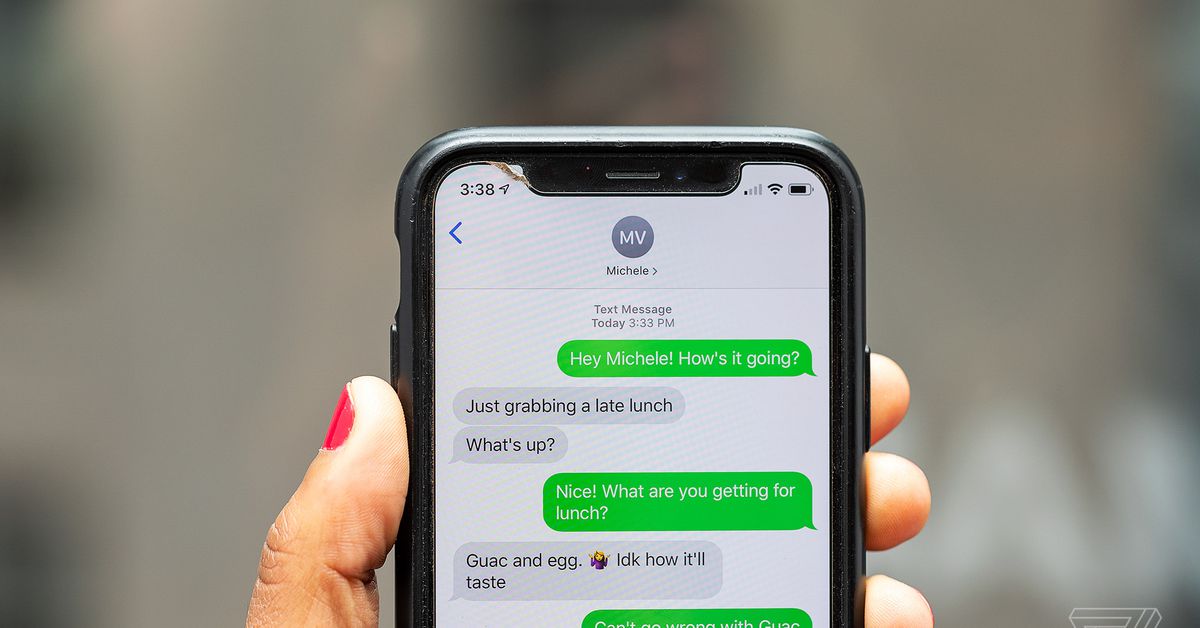 3:38
MV
Michele >
Text Message
Today 3:33 PM
Hey Michele! How's it going?
Just grabbing a late lunch
What's up?
Nice! What are you getting for
lunch?
Guac and egg. 🤷‍♀️ Idk how it'll
taste
Can't go wrong with Guac